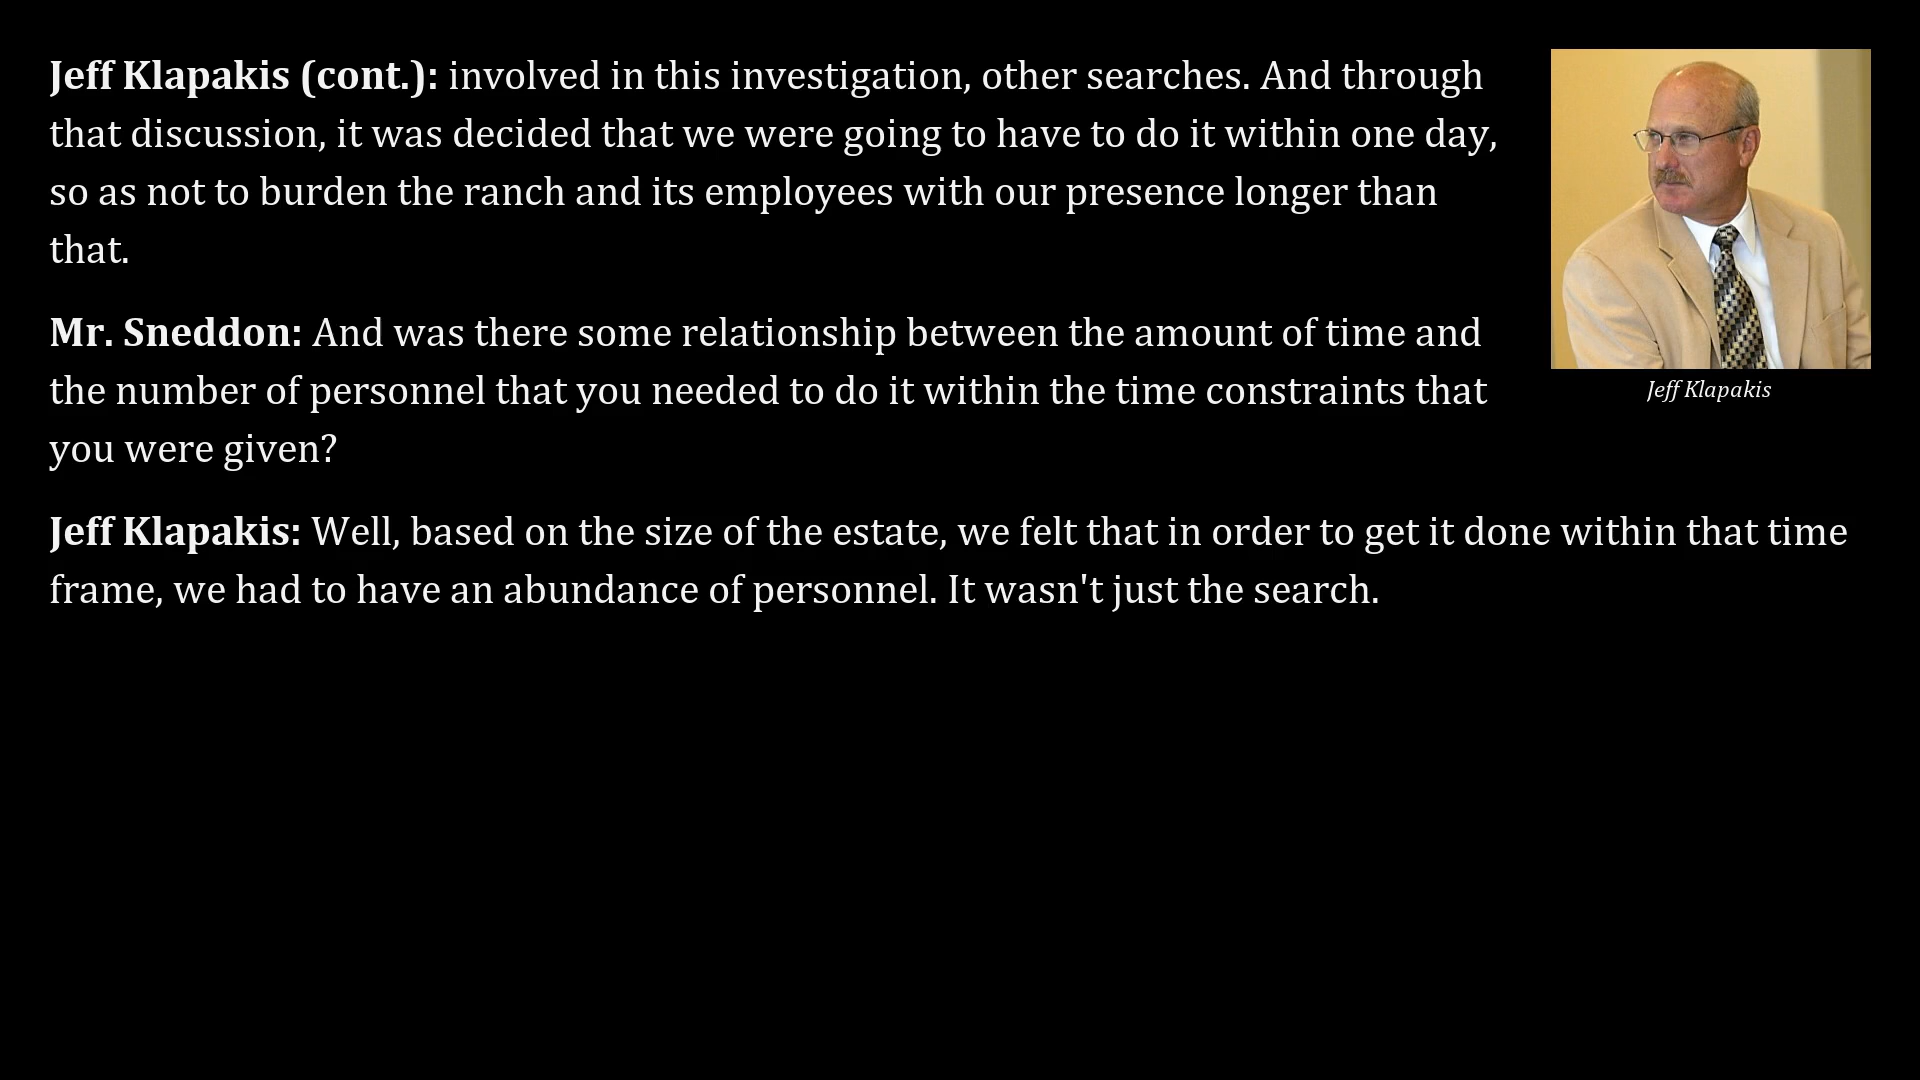 Jeff Klapakis (cont.): involved in this investigation, other searches. And through
that discussion, it was decided that we were going to have to do it within one day,
so as not to burden the ranch and its employees with our presence longer than
that.
Jeff Klapakis
Mr. Sneddon: And was there some relationship between the amount of time and
the number of personnel that you needed to do it within the time constraints that
you were given?
Jeff Klapakis: Well, based on the size of the estate, we felt that in order to get it done within that time
frame, we had to have an abundance of personnel. It wasn't just the search.